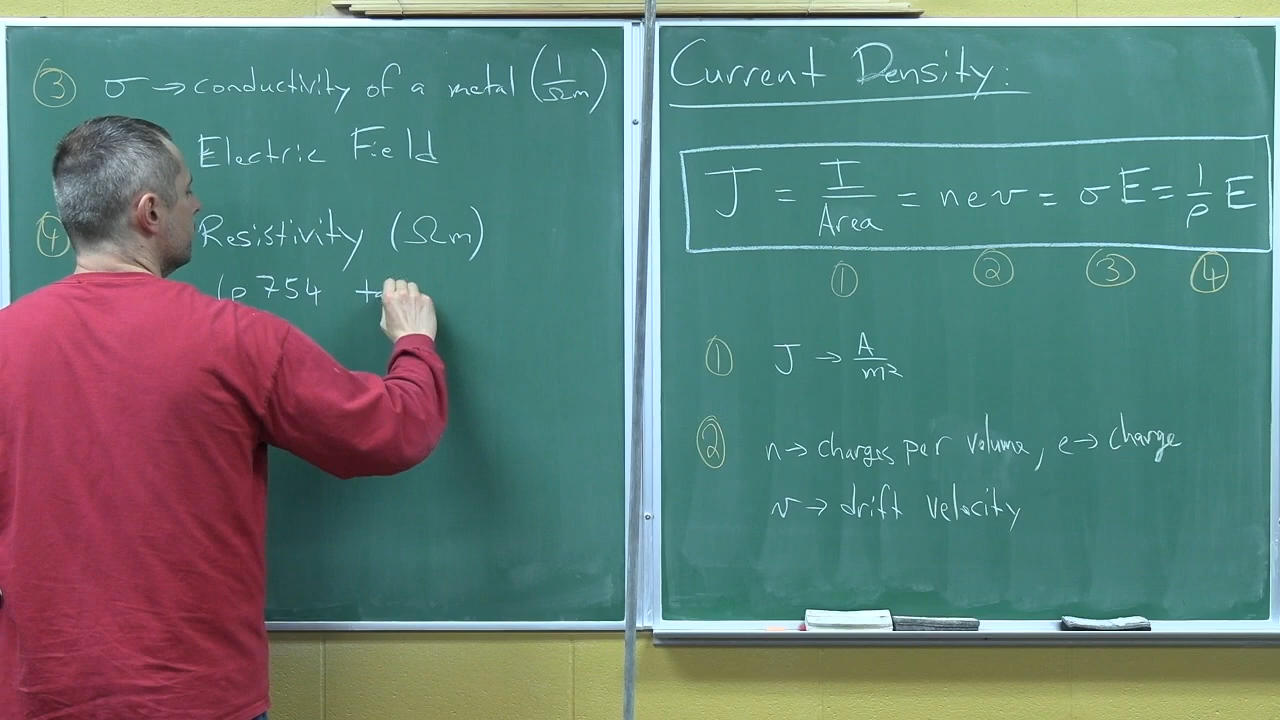 ③ σ → conductivity of a metal (1/Ωm)
Electric Field
④ Resistivity (Ωm)
(p754
Current Density:
J = I/Area = nev = σE = 1/ρ E
① ② ③ ④
① J → A/m²
② n → charges per volume, e → charge
v → drift velocity